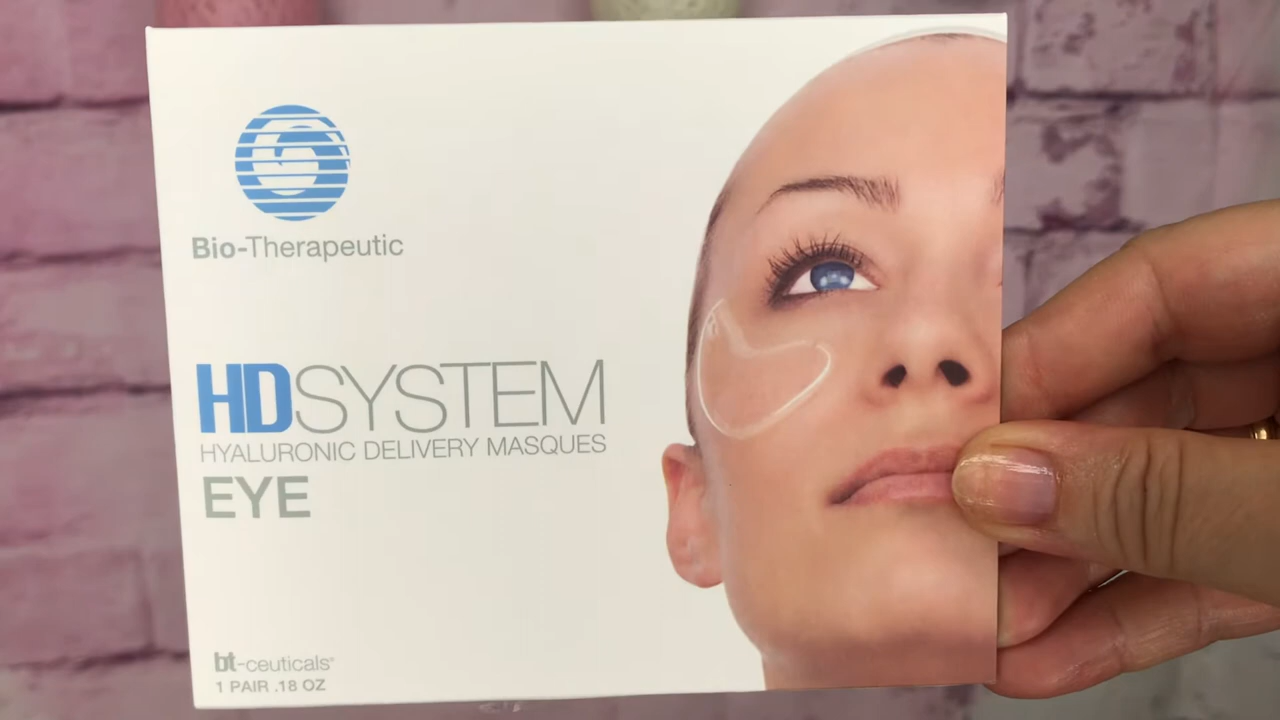 Bio-Therapeutic
HDSYSTEM
HYALURONIC DELIVERY MASQUES
EYE
bt-ceuticals®
1 PAIR .18 OZ